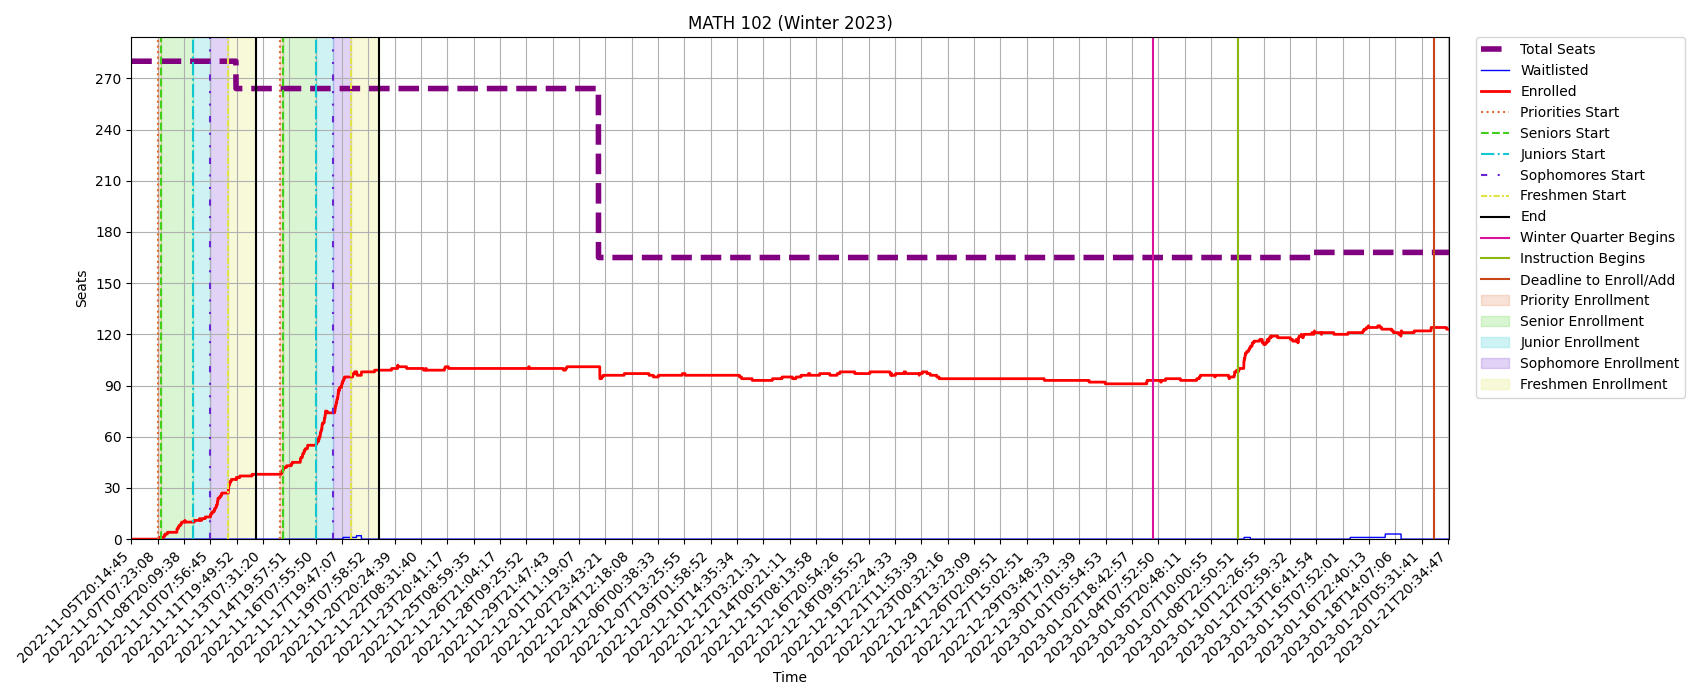 MATH 102 (Winter 2023)
Seats
270
240
210
180
150
120
90
60
30
0
2022-11-05T20:14:45
2022-11-07T07:23:08
2022-11-08T20:09:38
2022-11-10T07:56:45
2022-11-11T19:49:52
2022-11-13T07:31:20
2022-11-14T19:57:51
2022-11-16T07:55:50
2022-11-17T19:47:07
2022-11-19T07:58:52
2022-11-20T20:24:39
2022-11-22T08:31:40
2022-11-23T20:41:17
2022-11-25T08:59:35
2022-11-26T21:04:17
2022-11-28T09:25:52
2022-11-29T21:47:43
2022-12-01T11:19:07
2022-12-02T23:43:21
2022-12-04T12:18:08
2022-12-06T00:38:33
2022-12-07T13:25:55
2022-12-09T01:58:52
2022-12-10T14:35:34
2022-12-12T03:21:31
2022-12-14T00:21:11
2022-12-15T08:13:58
2022-12-16T20:54:26
2022-12-18T09:55:52
2022-12-19T22:24:33
2022-12-21T11:53:39
2022-12-23T00:32:16
2022-12-24T13:23:09
2022-12-26T02:09:51
2022-12-27T15:02:51
2022-12-29T03:48:33
2022-12-30T17:01:39
2023-01-01T05:54:53
2023-01-02T18:42:57
2023-01-04T07:52:50
2023-01-05T20:48:11
2023-01-07T10:00:55
2023-01-08T22:50:51
2023-01-10T12:26:55
2023-01-12T02:59:32
2023-01-13T16:41:54
2023-01-15T07:52:01
2023-01-16T22:40:13
2023-01-18T14:07:06
2023-01-20T05:31:41
2023-01-21T20:34:47
Time
Total Seats
Waitlisted
Enrolled
Priorities Start
Seniors Start
Juniors Start
Sophomores Start
Freshmen Start
End
Winter Quarter Begins
Instruction Begins
Deadline to Enroll/Add
Priority Enrollment
Senior Enrollment
Junior Enrollment
Sophomore Enrollment
Freshmen Enrollment